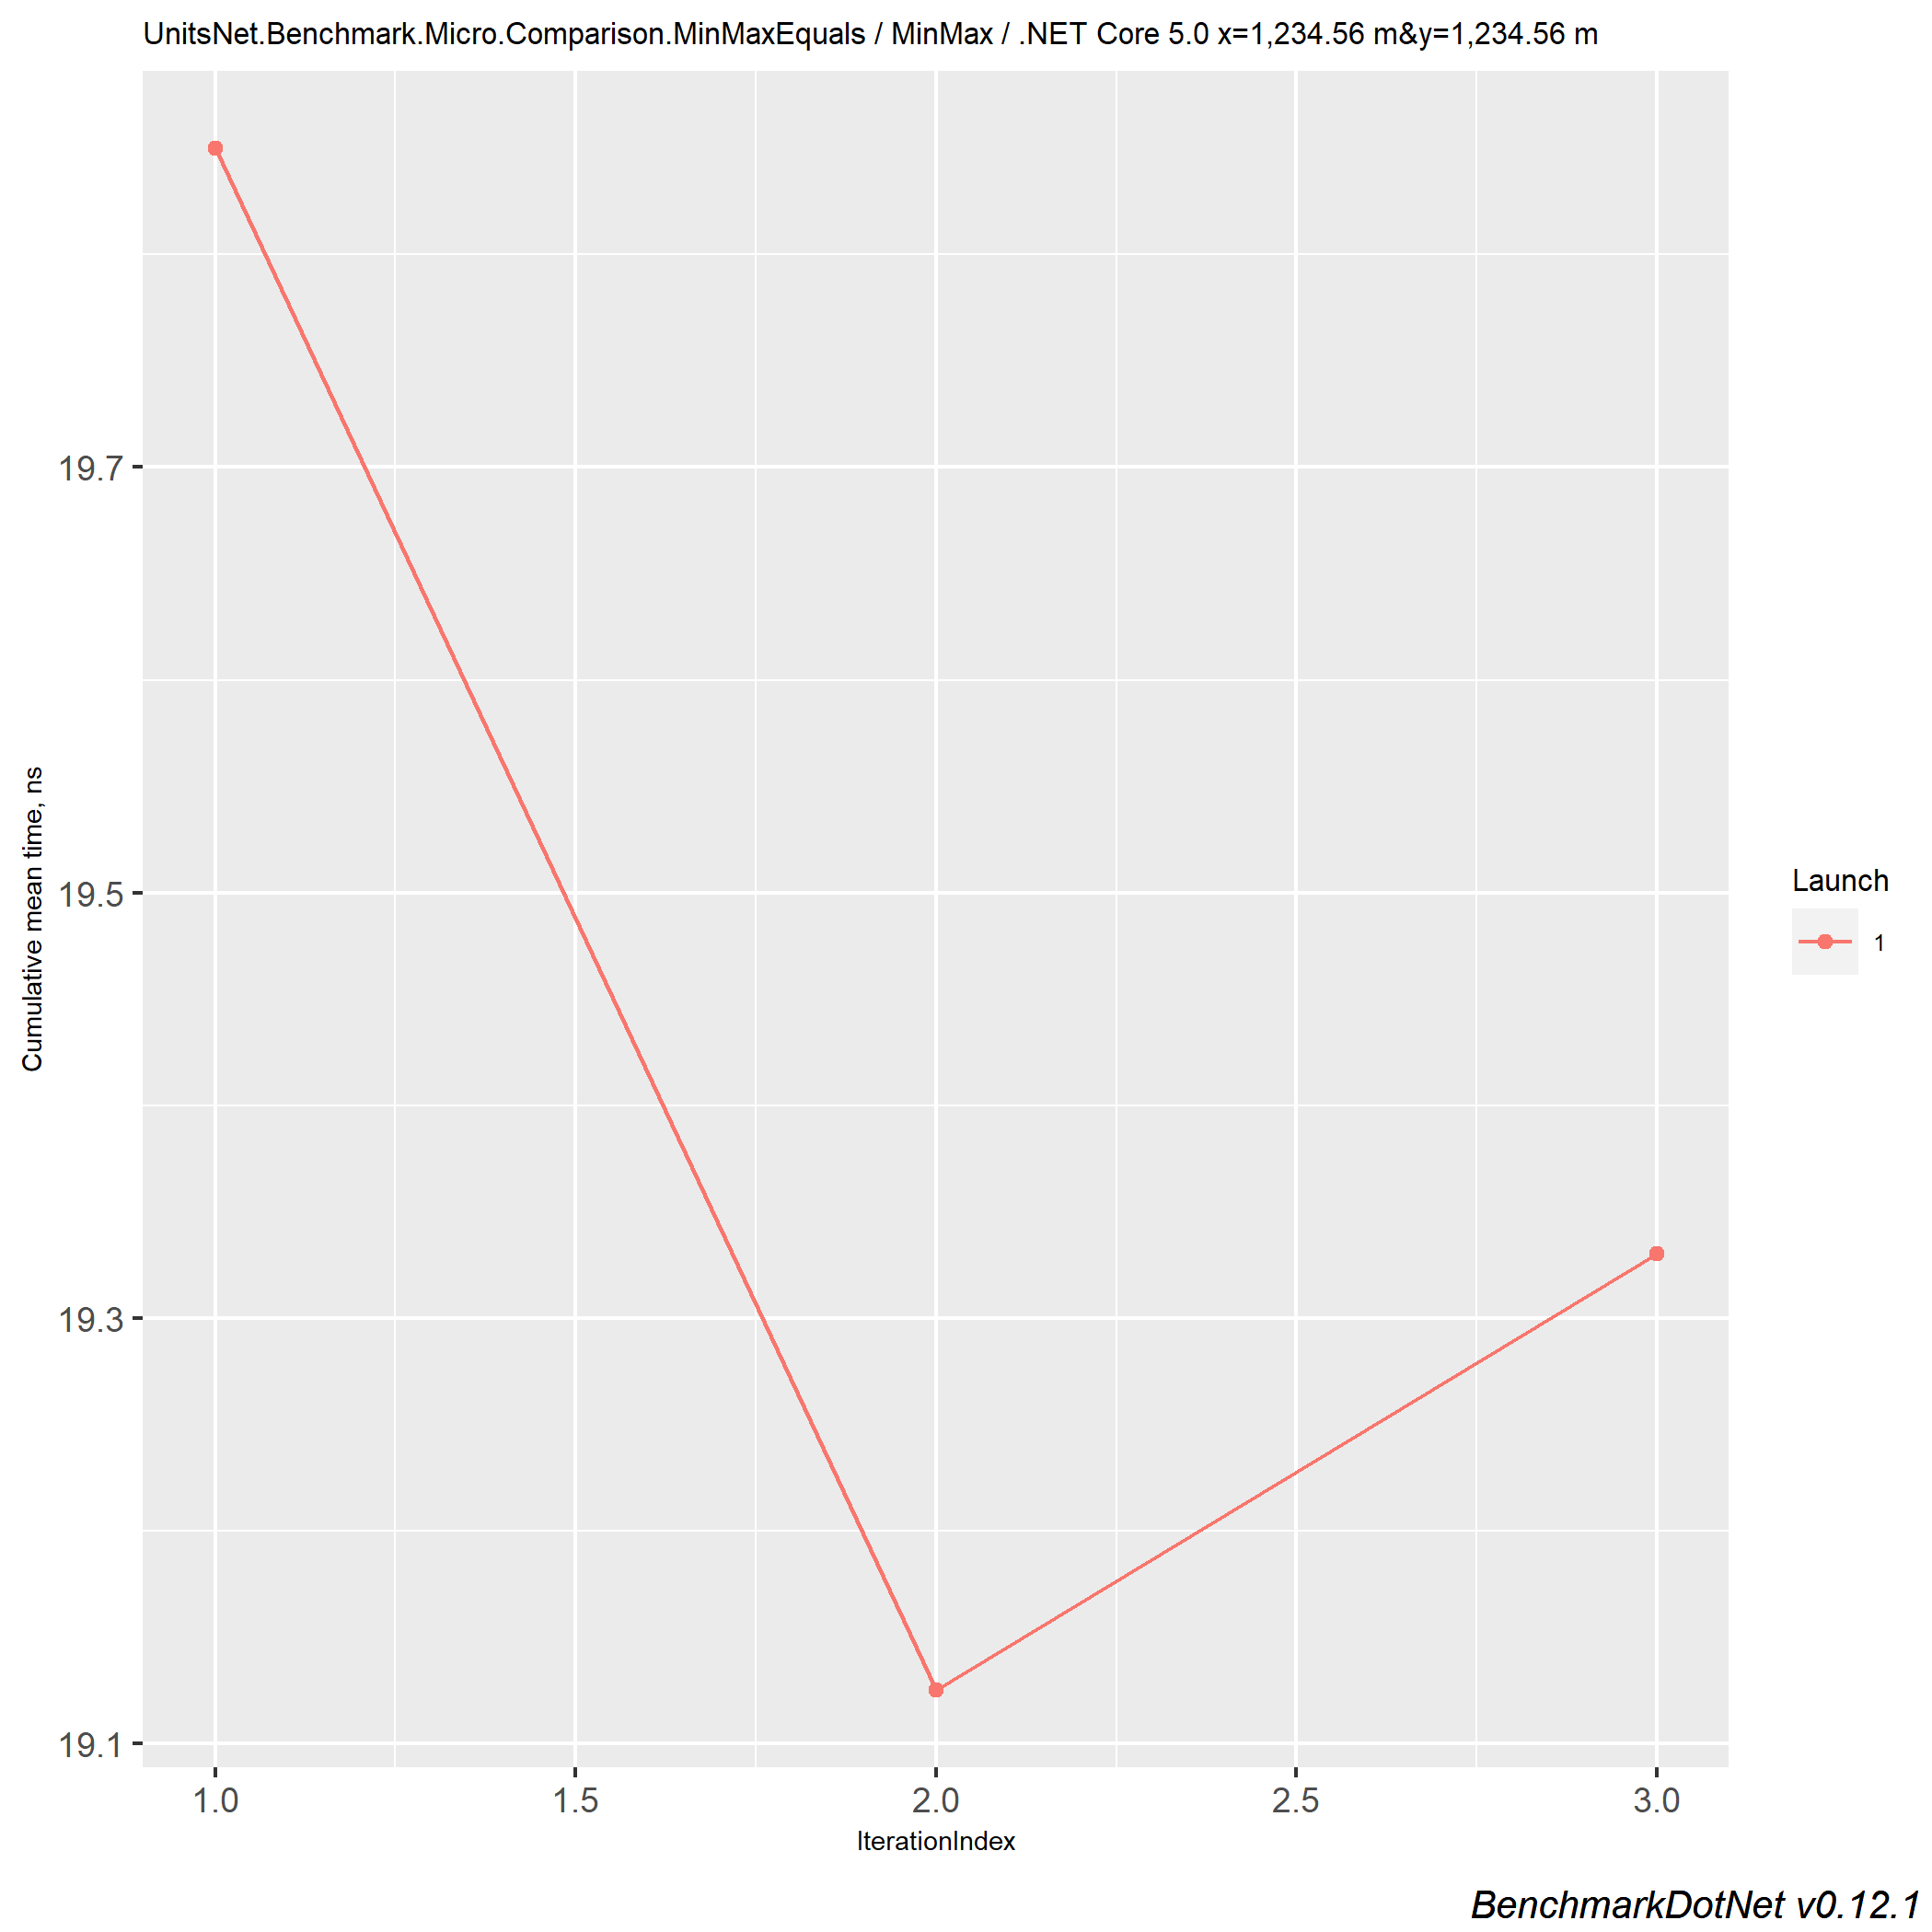 UnitsNet.Benchmark.Micro.Comparison.MinMaxEquals / MinMax / .NET Core 5.0 x=1,234.56 m&y=1,234.56 m
Cumulative mean time, ns
19.7
19.5
19.3
19.1
1.0 1.5 2.0 2.5 3.0
IterationIndex
Launch
1
BenchmarkDotNet v0.12.1